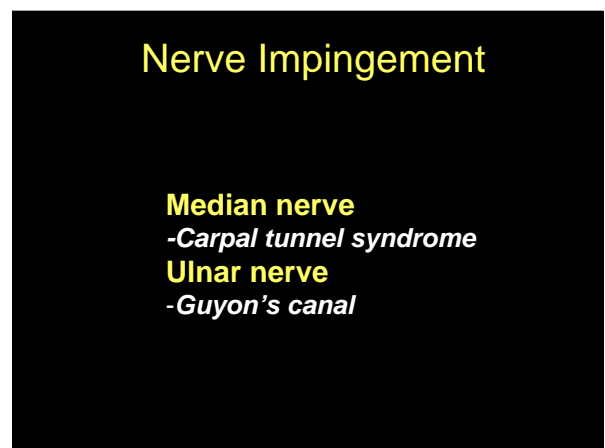 Nerve Impingement
Median nerve
-Carpal tunnel syndrome
Ulnar nerve
-Guyon’s canal